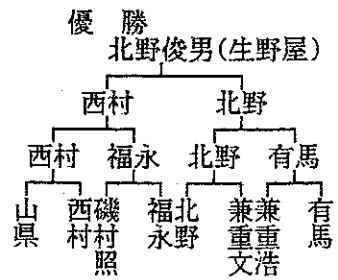 優勝
北野俊男(生野屋)
西村 北野
西村 福永 北野 有馬
山県 西村 磯村照 福永 北野 兼重文 兼重浩 有馬